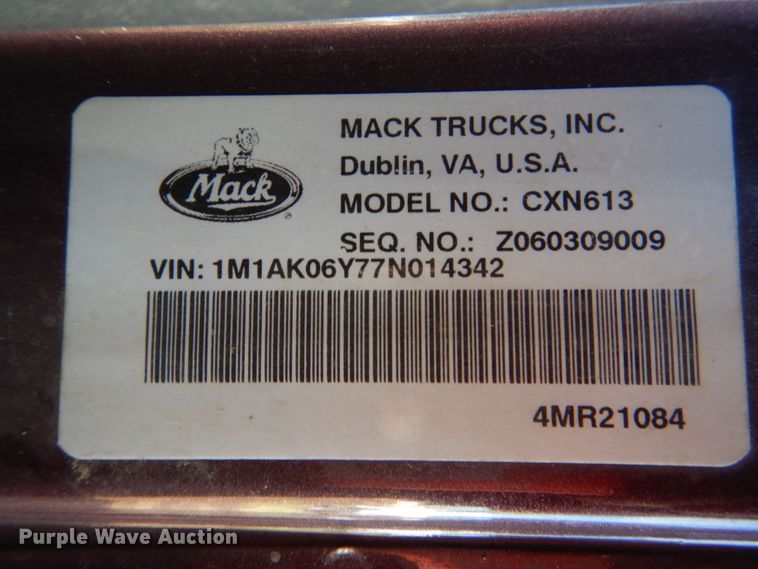 Mack
®
MACK TRUCKS, INC.
Dublin, VA, U.S.A.
MODEL NO.: CXN613
SEQ. NO.: Z060309009
VIN: 1M1AK06Y77N014342
4MR21084
Purple Wave Auction